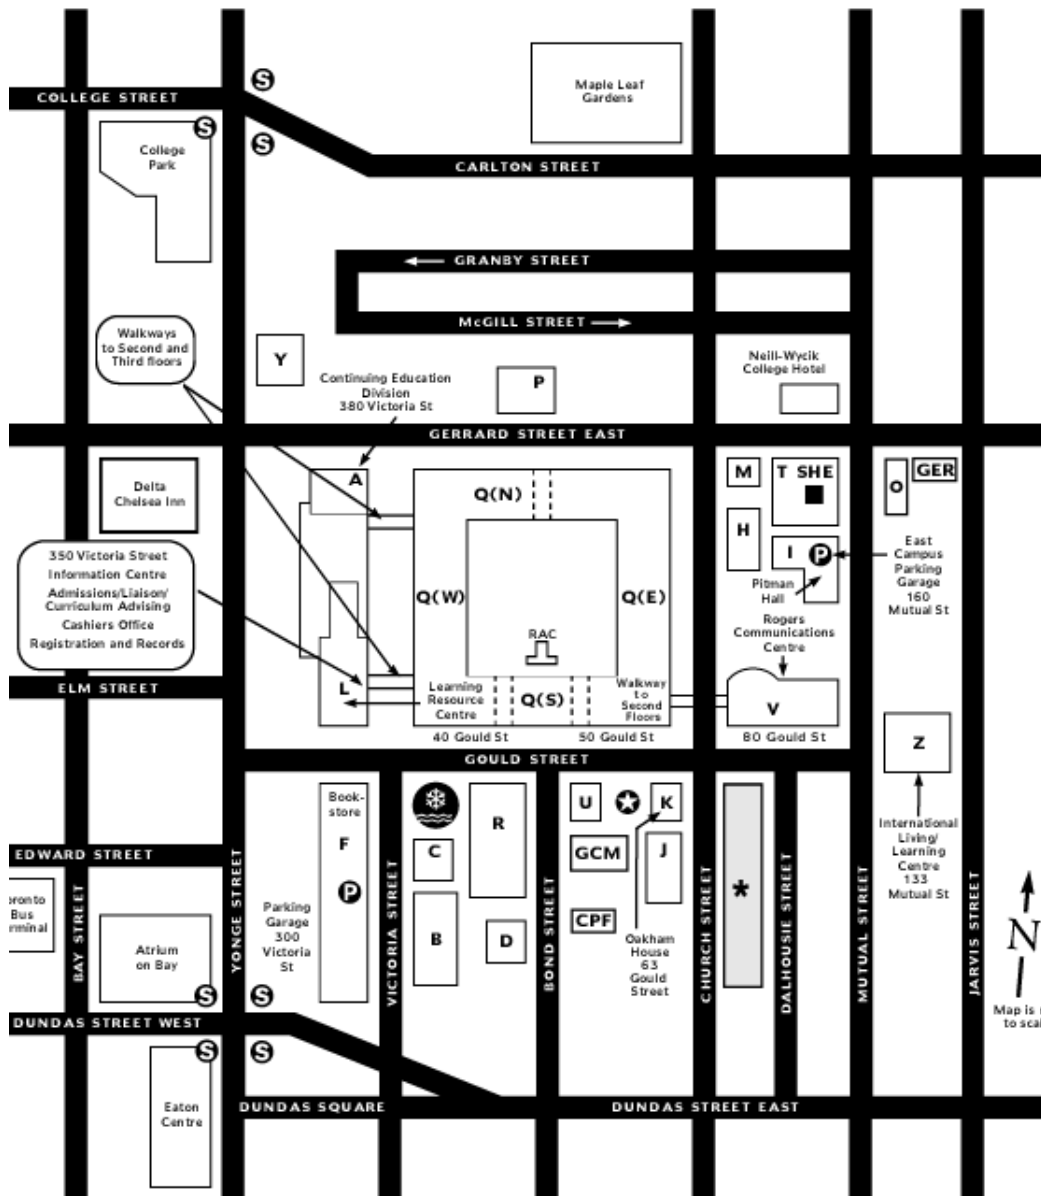 S
COLLEGE STREET
S
S
Maple Leaf
Gardens
College
Park
CARLTON STREET
GRANBY STREET
McGILL STREET
Walkways
to Second and
Third floors
Y
Continuing Education
Division
380 Victoria St
P
Neill-Wycik
College Hotel
GERRARD STREET EAST
Delta
Chelsea Inn
A
Q(N)
M
T SHE
O
GER
H
I
P
Pitman
Hall
East
Campus
Parking
Garage
160
Mutual St
350 Victoria Street
Information Centre
Admissions/Liaison/
Curriculum Advising
Cashiers Office
Registration and Records
Q(W)
Q(E)
RAC
Rogers
Communications
Centre
ELM STREET
L
Learning
Resource
Centre
Q(S)
Walkway
to
Second
Floors
V
40 Gould St
50 Gould St
80 Gould St
Z
GOULD STREET
Book-
store
F
P
C
R
U
K
GCM
J
B
D
CPF
Oakham
House
63
Gould
Street
*
International
Living/
Learning
Centre
133
Mutual St
EDWARD STREET
oronto
Bus
rminal
Atrium
on Bay
Parking
Garage
300
Victoria
St
BAY STREET
YONGE STREET
VICTORIA STREET
BOND STREET
CHURCH STREET
DALHOUSIE STREET
MUTUAL STREET
JARVIS STREET
N
Map is
to scal
S
S
DUNDAS STREET WEST
S
S
Eaton
Centre
DUNDAS SQUARE
DUNDAS STREET EAST